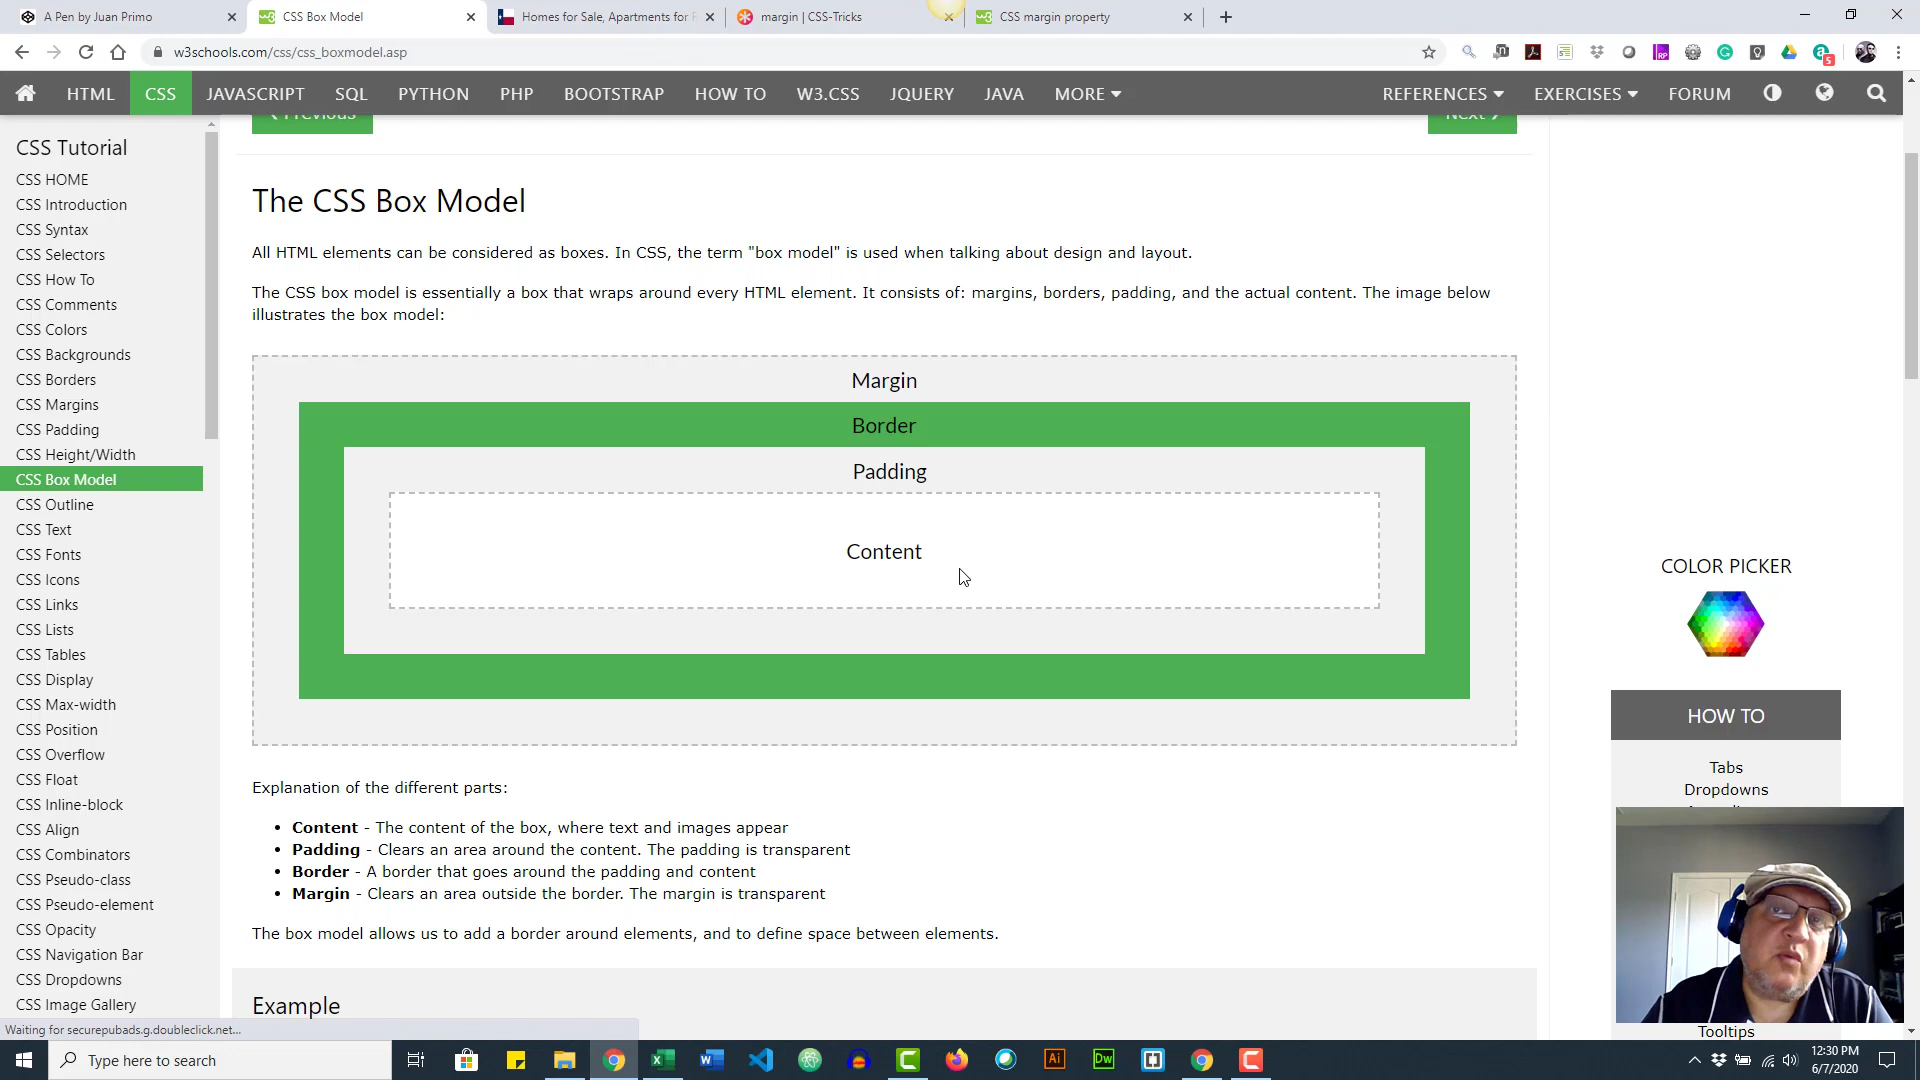 A Pen by Juan Primo
CSS Box Model
Homes for Sale, Apartments for
margin | CSS-Tricks
CSS margin property
w3schools.com/css/css_boxmodel.asp
5
HTML CSS JAVASCRIPT SQL PYTHON PHP BOOTSTRAP HOW TO W3.CSS JQUERY JAVA MORE REFERENCES EXERCISES FORUM
Previous
Next
CSS Tutorial
CSS HOME
CSS Introduction
CSS Syntax
CSS Selectors
CSS How To
CSS Comments
CSS Colors
CSS Backgrounds
CSS Borders
CSS Margins
CSS Padding
CSS Height/Width
CSS Box Model
CSS Outline
CSS Text
CSS Fonts
CSS Icons
CSS Links
CSS Lists
CSS Tables
CSS Display
CSS Max-width
CSS Position
CSS Overflow
CSS Float
CSS Inline-block
CSS Align
CSS Combinators
CSS Pseudo-class
CSS Pseudo-element
CSS Opacity
CSS Navigation Bar
CSS Dropdowns
CSS Image Gallery
The CSS Box Model
All HTML elements can be considered as boxes. In CSS, the term "box model" is used when talking about design and layout.
The CSS box model is essentially a box that wraps around every HTML element. It consists of: margins, borders, padding, and the actual content. The image below
illustrates the box model:
Margin
Border
Padding
Content
Explanation of the different parts:
• Content - The content of the box, where text and images appear
• Padding - Clears an area around the content. The padding is transparent
• Border - A border that goes around the padding and content
• Margin - Clears an area outside the border. The margin is transparent
The box model allows us to add a border around elements, and to define space between elements.
Example
COLOR PICKER
HOW TO
Tabs
Dropdowns
Tooltips
Waiting for securepubads.g.doubleclick.net...
Type here to search
12:30 PM
6/7/2020